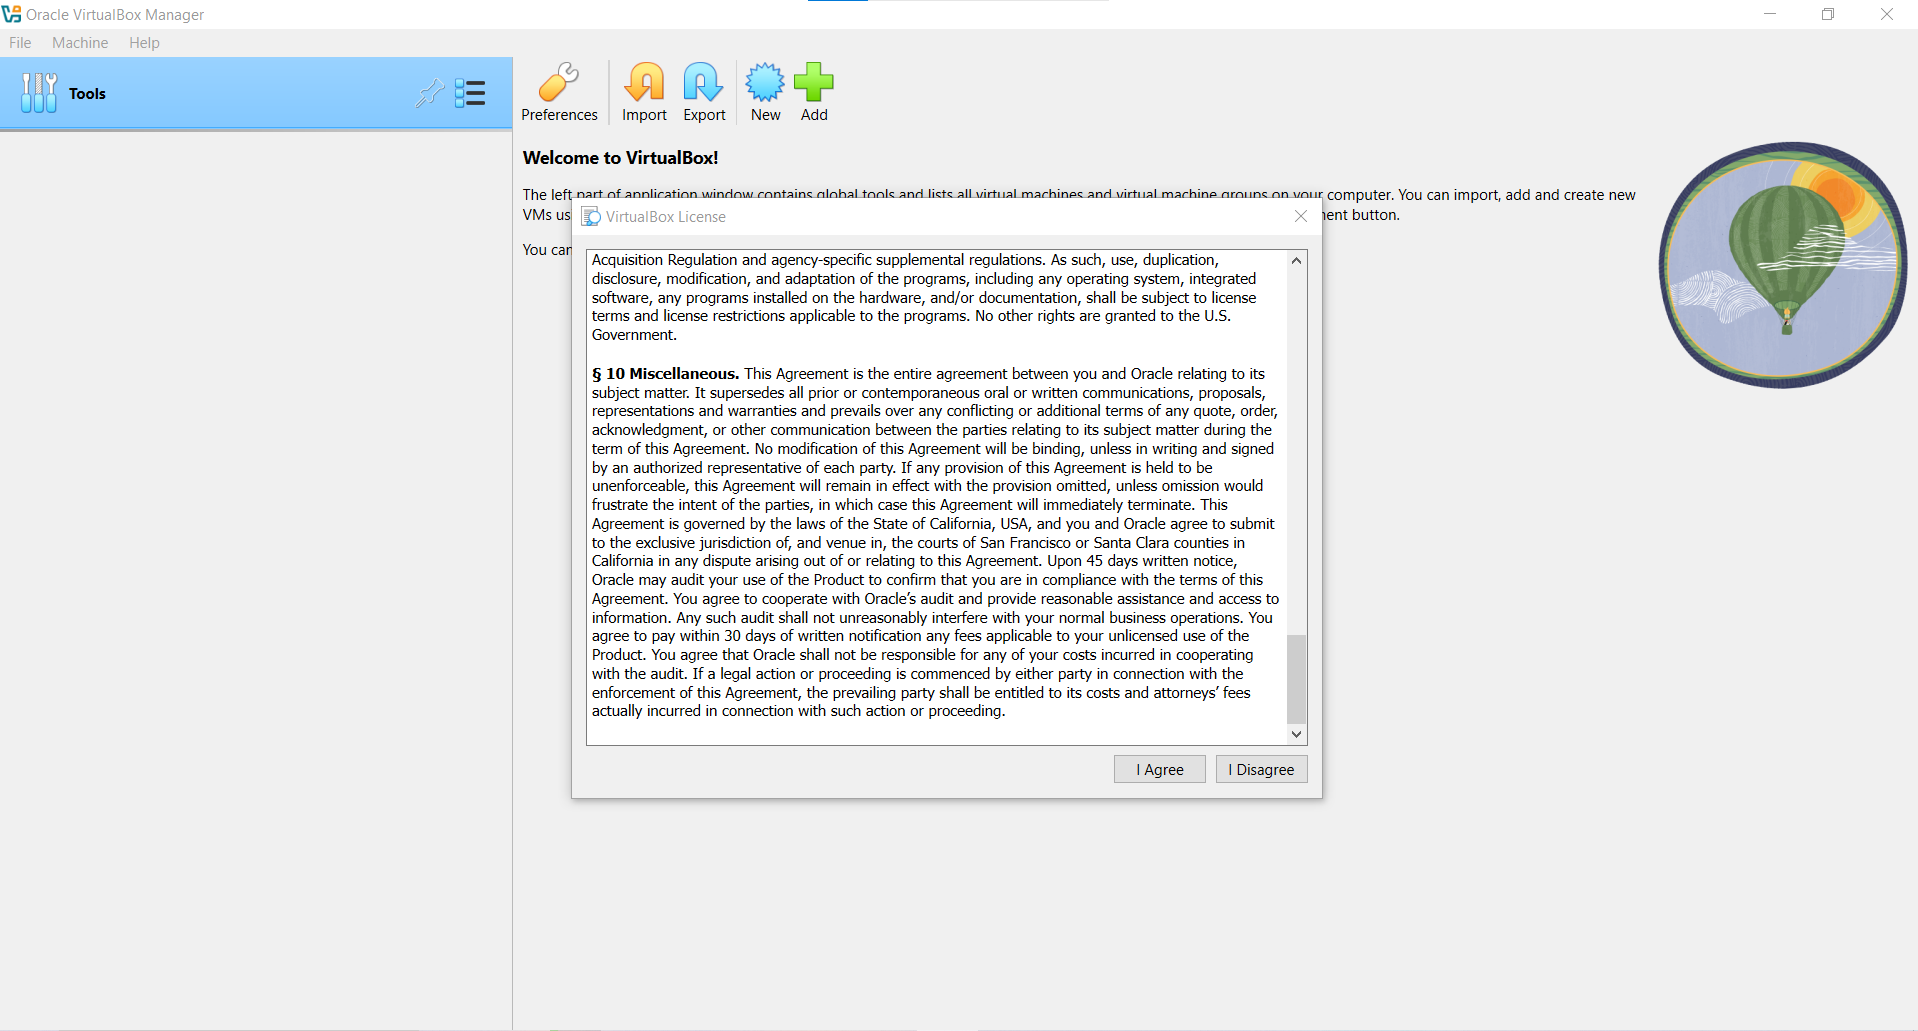 Oracle VirtualBox Manager
File Machine Help
Tools
Preferences Import Export New Add
Welcome to VirtualBox!
The left part of application window contains global tools and lists all virtual machines and virtual machine groups on your computer. You can import, add and create new
VMs us
ent button.
You can
VirtualBox License
Acquisition Regulation and agency-specific supplemental regulations. As such, use, duplication,
disclosure, modification, and adaptation of the programs, including any operating system, integrated
software, any programs installed on the hardware, and/or documentation, shall be subject to license
terms and license restrictions applicable to the programs. No other rights are granted to the U.S.
Government.
§ 10 Miscellaneous. This Agreement is the entire agreement between you and Oracle relating to its
subject matter. It supersedes all prior or contemporaneous oral or written communications, proposals,
representations and warranties and prevails over any conflicting or additional terms of any quote, order,
acknowledgment, or other communication between the parties relating to its subject matter during the
term of this Agreement. No modification of this Agreement will be binding, unless in writing and signed
by an authorized representative of each party. If any provision of this Agreement is held to be
unenforceable, this Agreement will remain in effect with the provision omitted, unless omission would
frustrate the intent of the parties, in which case this Agreement will immediately terminate. This
Agreement is governed by the laws of the State of California, USA, and you and Oracle agree to submit
to the exclusive jurisdiction of, and venue in, the courts of San Francisco or Santa Clara counties in
California in any dispute arising out of or relating to this Agreement. Upon 45 days written notice,
Oracle may audit your use of the Product to confirm that you are in compliance with the terms of this
Agreement. You agree to cooperate with Oracle’s audit and provide reasonable assistance and access to
information. Any such audit shall not unreasonably interfere with your normal business operations. You
agree to pay within 30 days of written notification any fees applicable to your unlicensed use of the
Product. You agree that Oracle shall not be responsible for any of your costs incurred in cooperating
with the audit. If a legal action or proceeding is commenced by either party in connection with the
enforcement of this Agreement, the prevailing party shall be entitled to its costs and attorneys’ fees
actually incurred in connection with such action or proceeding.
I Agree I Disagree